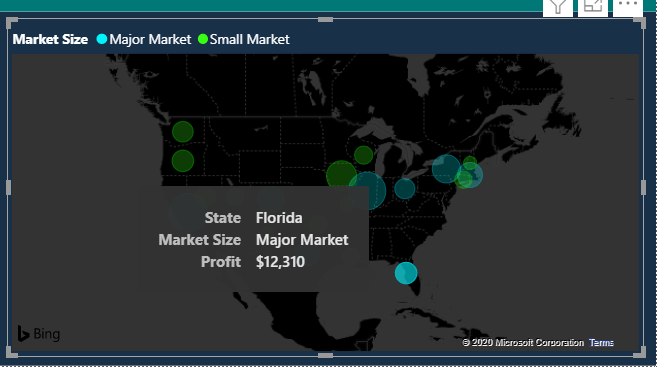 Market Size Major Market Small Market
State Florida
Market Size Major Market
Profit $12,310
Bing
© 2020 Microsoft Corporation Terms